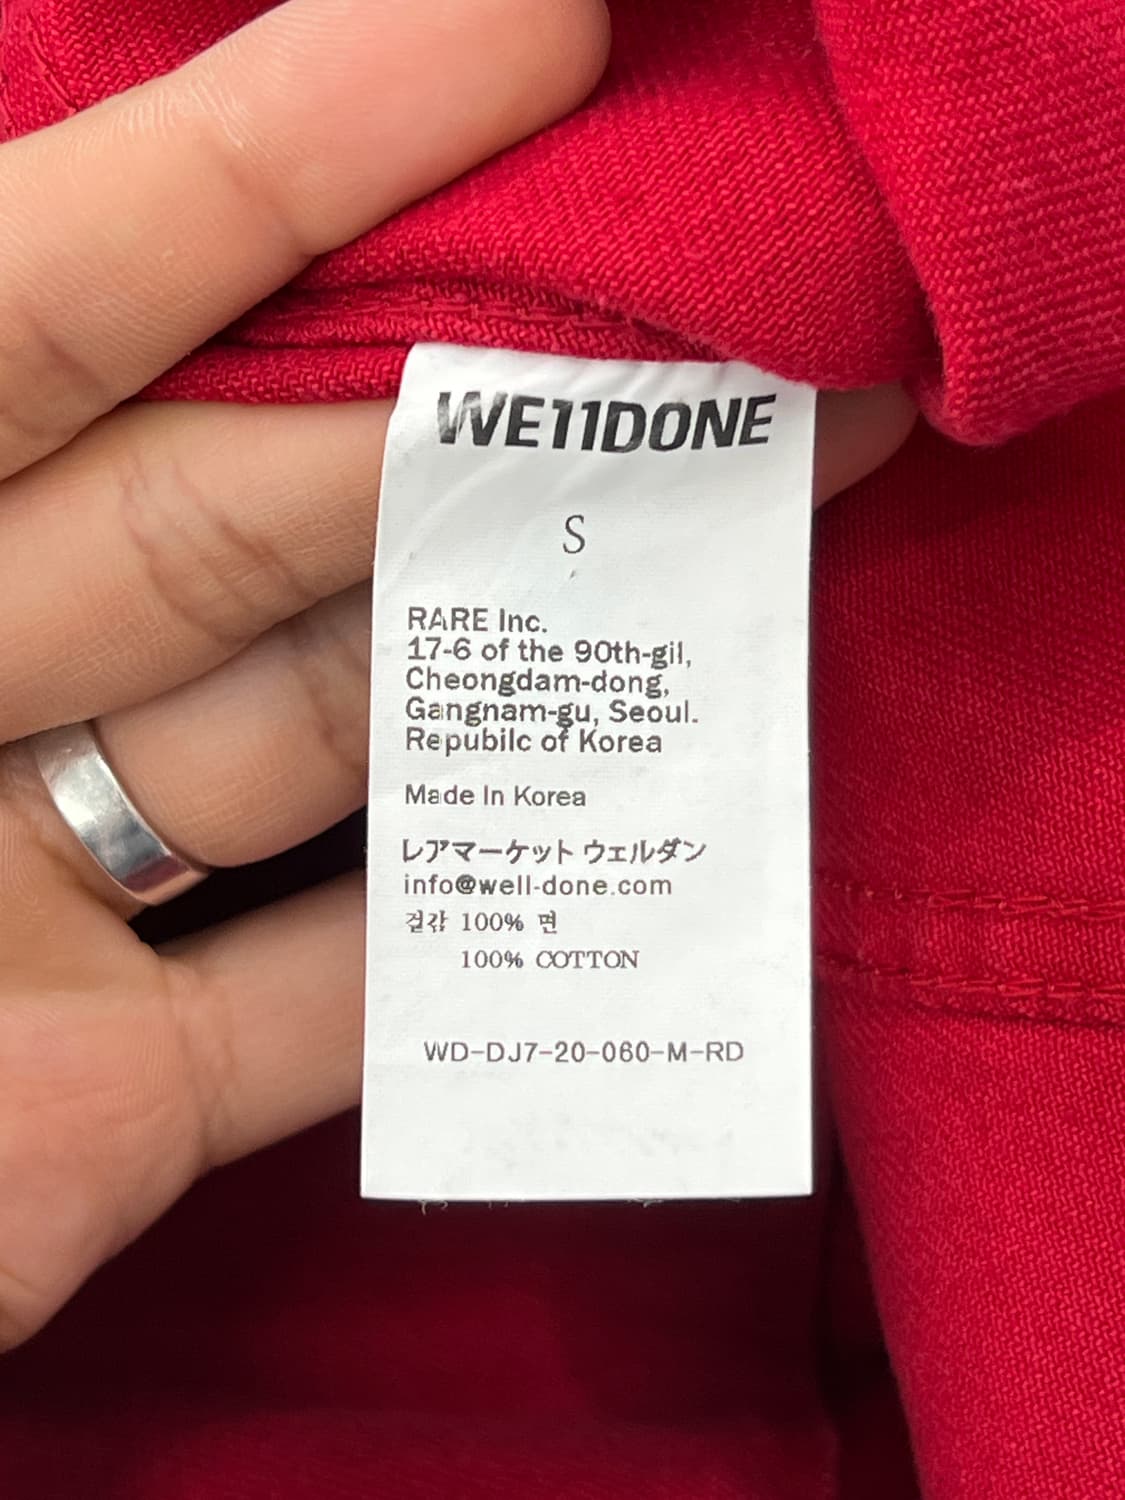 WE11DONE
S
RARE Inc.
17-6 of the 90th-gil,
Cheongdam-dong,
Gangnam-gu, Seoul.
Repubilc of Korea
Made In Korea
レアマーケット ウェルダン
info@well-done.com
겉감 100% 면
100% COTTON
WD-DJ7-20-060-M-RD